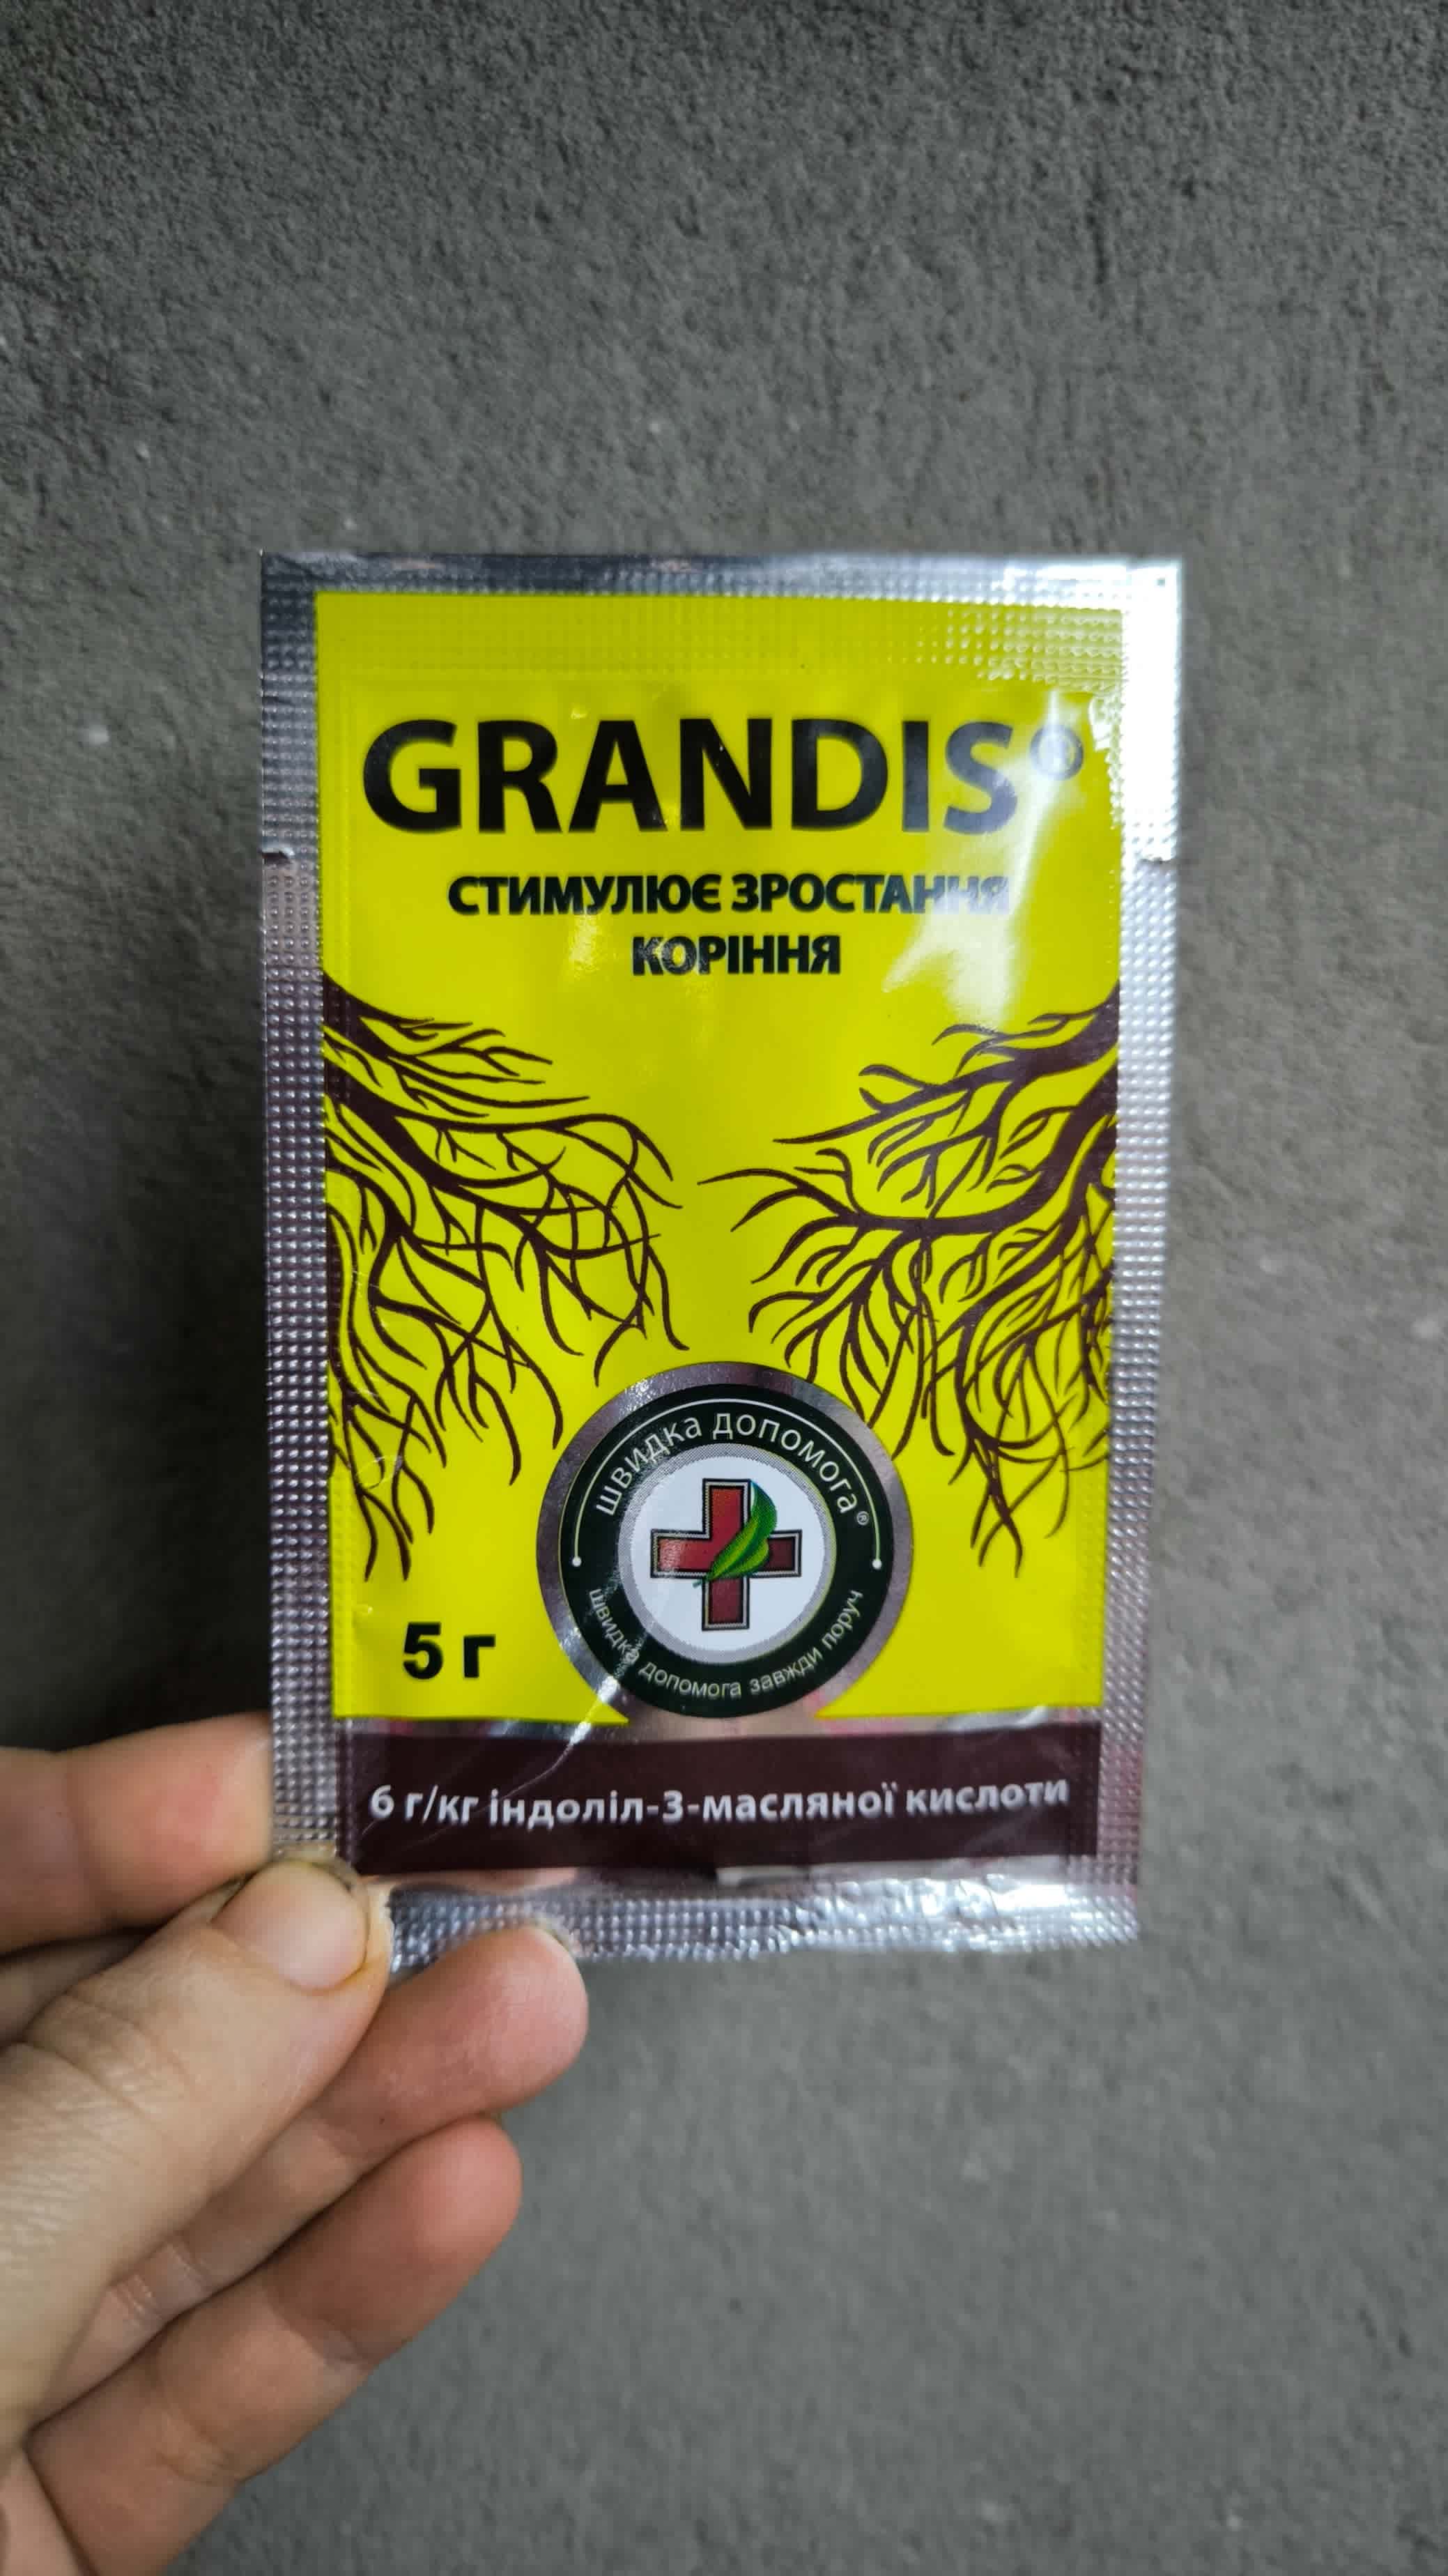 GRANDIS®
СТИМУЛЮЄ ЗРОСТАННЯ
КОРІННЯ
швидка допомога®
швидка допомога завжди поруч
5 г
6 г/кг індоліл-3-масляної кислоти